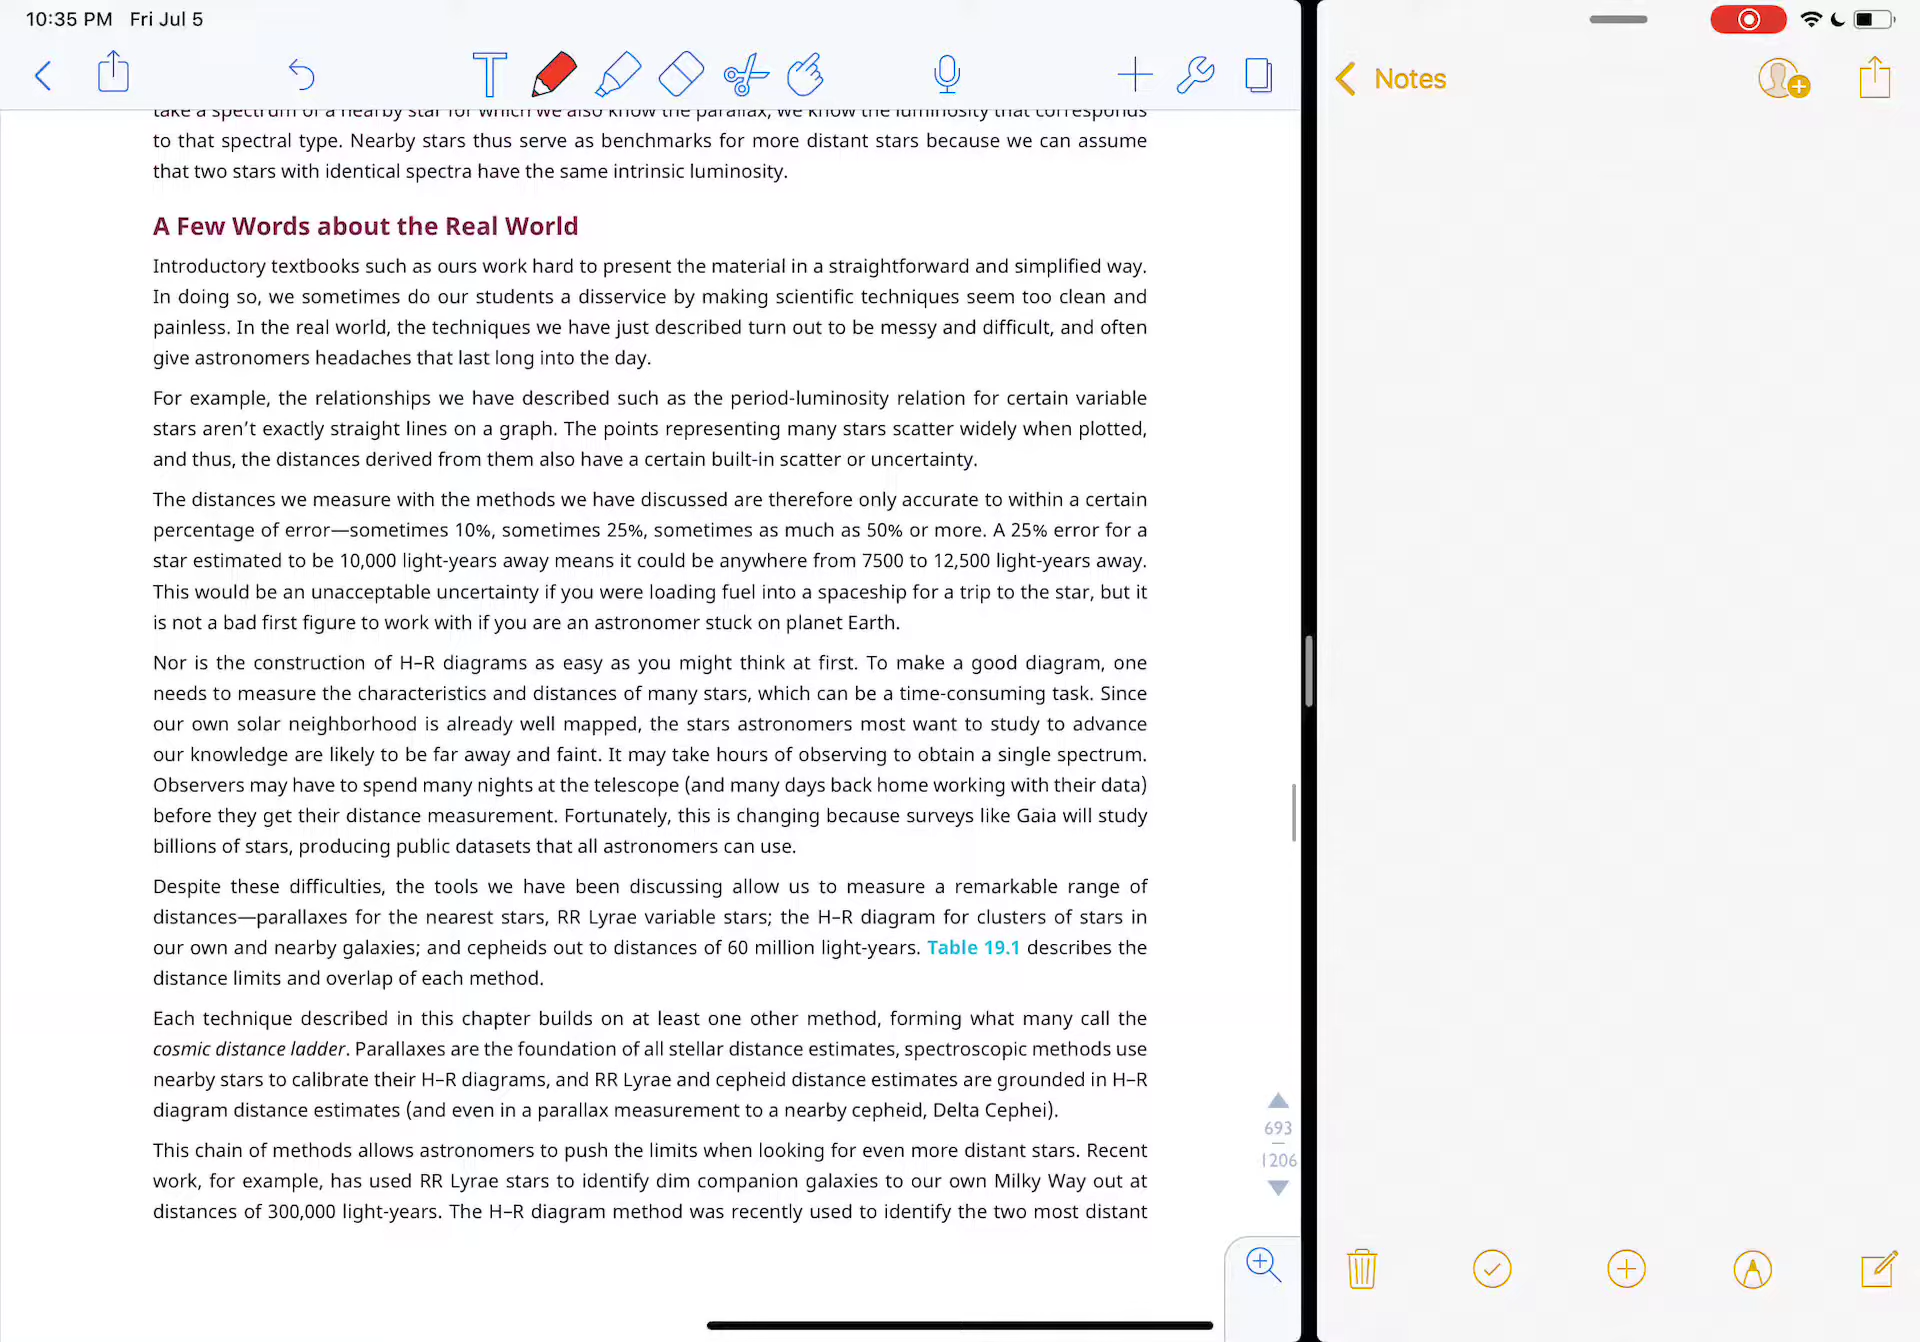 10:35 PM Fri Jul 5
Notes
take a spectrum of a nearby star for which we also know the parallax, we know the luminosity that corresponds
to that spectral type. Nearby stars thus serve as benchmarks for more distant stars because we can assume
that two stars with identical spectra have the same intrinsic luminosity.
A Few Words about the Real World
Introductory textbooks such as ours work hard to present the material in a straightforward and simplified way.
In doing so, we sometimes do our students a disservice by making scientific techniques seem too clean and
painless. In the real world, the techniques we have just described turn out to be messy and difficult, and often
give astronomers headaches that last long into the day.
For example, the relationships we have described such as the period-luminosity relation for certain variable
stars aren’t exactly straight lines on a graph. The points representing many stars scatter widely when plotted,
and thus, the distances derived from them also have a certain built-in scatter or uncertainty.
The distances we measure with the methods we have discussed are therefore only accurate to within a certain
percentage of error—sometimes 10%, sometimes 25%, sometimes as much as 50% or more. A 25% error for a
star estimated to be 10,000 light-years away means it could be anywhere from 7500 to 12,500 light-years away.
This would be an unacceptable uncertainty if you were loading fuel into a spaceship for a trip to the star, but it
is not a bad first figure to work with if you are an astronomer stuck on planet Earth.
Nor is the construction of H–R diagrams as easy as you might think at first. To make a good diagram, one
needs to measure the characteristics and distances of many stars, which can be a time-consuming task. Since
our own solar neighborhood is already well mapped, the stars astronomers most want to study to advance
our knowledge are likely to be far away and faint. It may take hours of observing to obtain a single spectrum.
Observers may have to spend many nights at the telescope (and many days back home working with their data)
before they get their distance measurement. Fortunately, this is changing because surveys like Gaia will study
billions of stars, producing public datasets that all astronomers can use.
Despite these difficulties, the tools we have been discussing allow us to measure a remarkable range of
distances—parallaxes for the nearest stars, RR Lyrae variable stars; the H–R diagram for clusters of stars in
our own and nearby galaxies; and cepheids out to distances of 60 million light-years. Table 19.1 describes the
distance limits and overlap of each method.
Each technique described in this chapter builds on at least one other method, forming what many call the
cosmic distance ladder. Parallaxes are the foundation of all stellar distance estimates, spectroscopic methods use
nearby stars to calibrate their H–R diagrams, and RR Lyrae and cepheid distance estimates are grounded in H–R
diagram distance estimates (and even in a parallax measurement to a nearby cepheid, Delta Cephei).
This chain of methods allows astronomers to push the limits when looking for even more distant stars. Recent
work, for example, has used RR Lyrae stars to identify dim companion galaxies to our own Milky Way out at
distances of 300,000 light-years. The H–R diagram method was recently used to identify the two most distant
693
1206